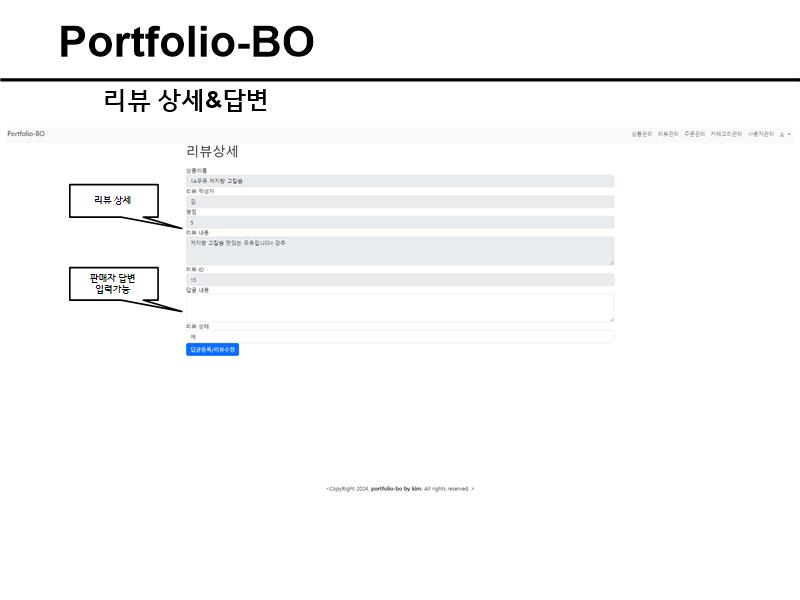 Portfolio-BO
리뷰 상세&답변
Portfolio-BO
상품관리 리뷰관리 주문관리 카테고리관리 사용자관리
리뷰상세
상품이름
1A우유 저지방 고칼슘
리뷰 작성자
김
평점
5
리뷰 상세
리뷰 내용
저지방 고칼슘 맛있는 우유입니다!! 강추
리뷰 ID
15
판매자 답변
입력가능
답글 내용
리뷰 상태
예
답글등록/리뷰수정
<CopyRight 2024. portfolio-bo by kim. All rights reserved. >